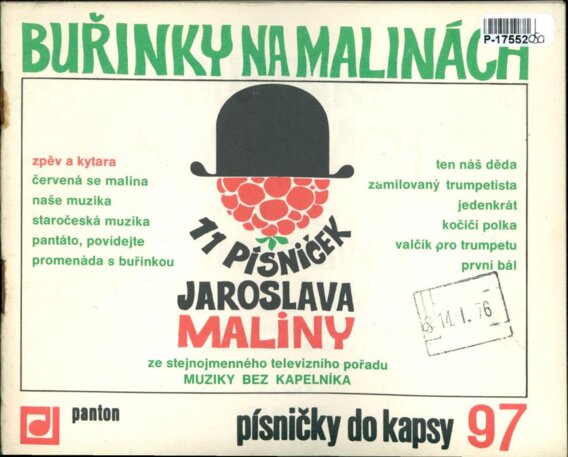 BUŘINKY NA MALINÁCH
P-17552
zpěv a kytara
červená se malina
naše muzika
staročeská muzika
pantáto, povídejte
promenáda s buřinkou
ten náš děda
zamilovaný trumpetista
jedenkrát
kočičí polka
valčík pro trumpetu
první bál
11 PÍSNIČEK
JAROSLAVA
MALINY
14. I. 76
ze stejnojmenného televizního pořadu
MUZIKY BEZ KAPELNÍKA
panton
písničky do kapsy 97